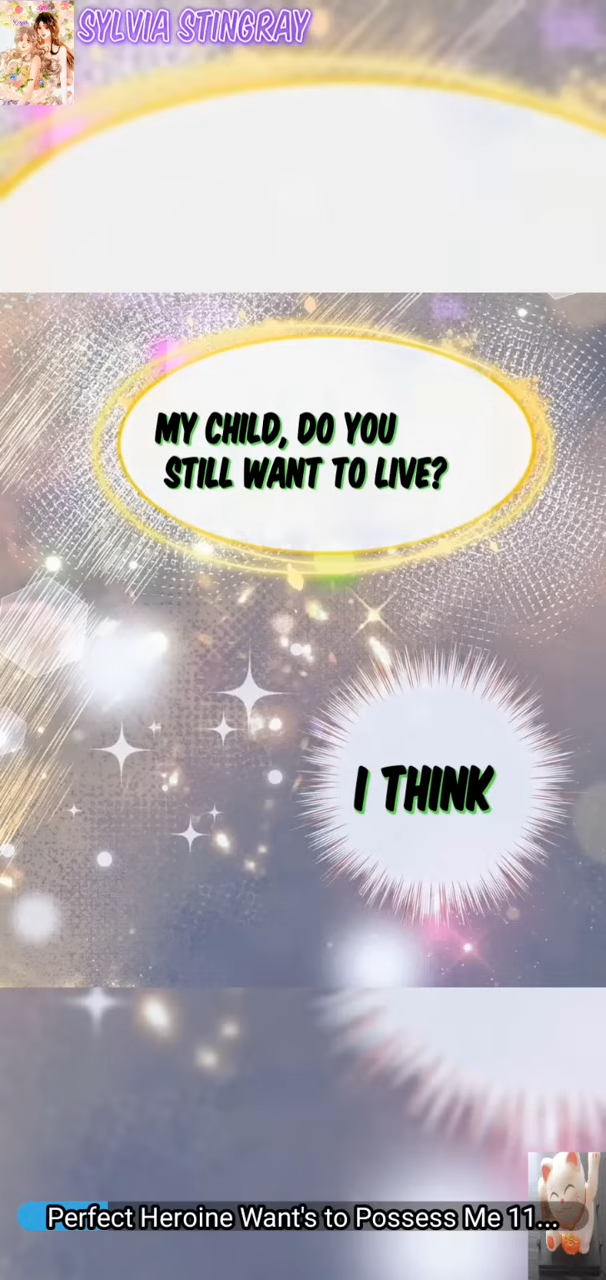 SYLVIA STINGRAY
MY CHILD, DO YOU
STILL WANT TO LIVE?
I THINK
Perfect Heroine Want's to Possess Me 11...